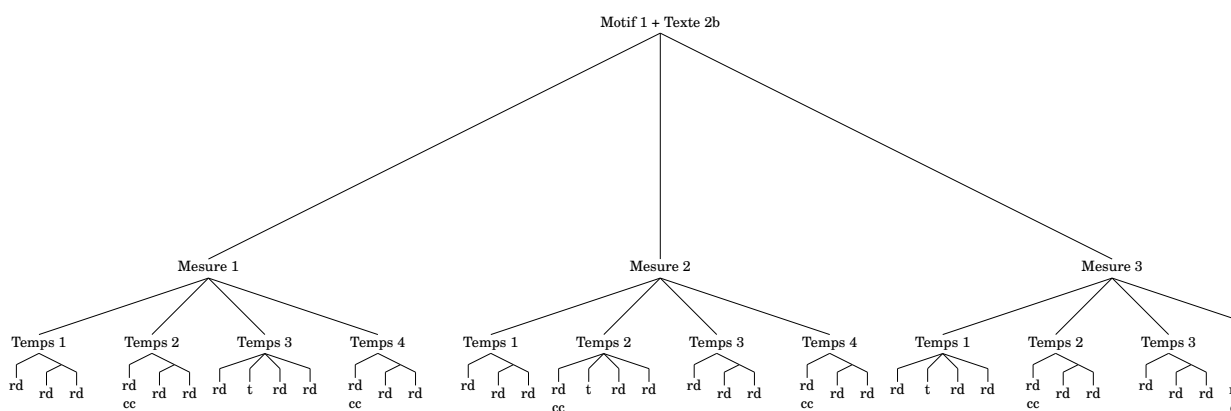 Motif 1 + Texte 2b
Mesure 1 Mesure 2 Mesure 3
Temps 1 Temps 2 Temps 3 Temps 4 Temps 1 Temps 2 Temps 3 Temps 4 Temps 1 Temps 2 Temps 3
rd rd rd rd rd rd rd t rd rd rd rd rd rd rd rd rd t rd rd rd rd rd rd rd rd rd t rd rd rd rd rd rd rd rd
cc cc cc cc cc